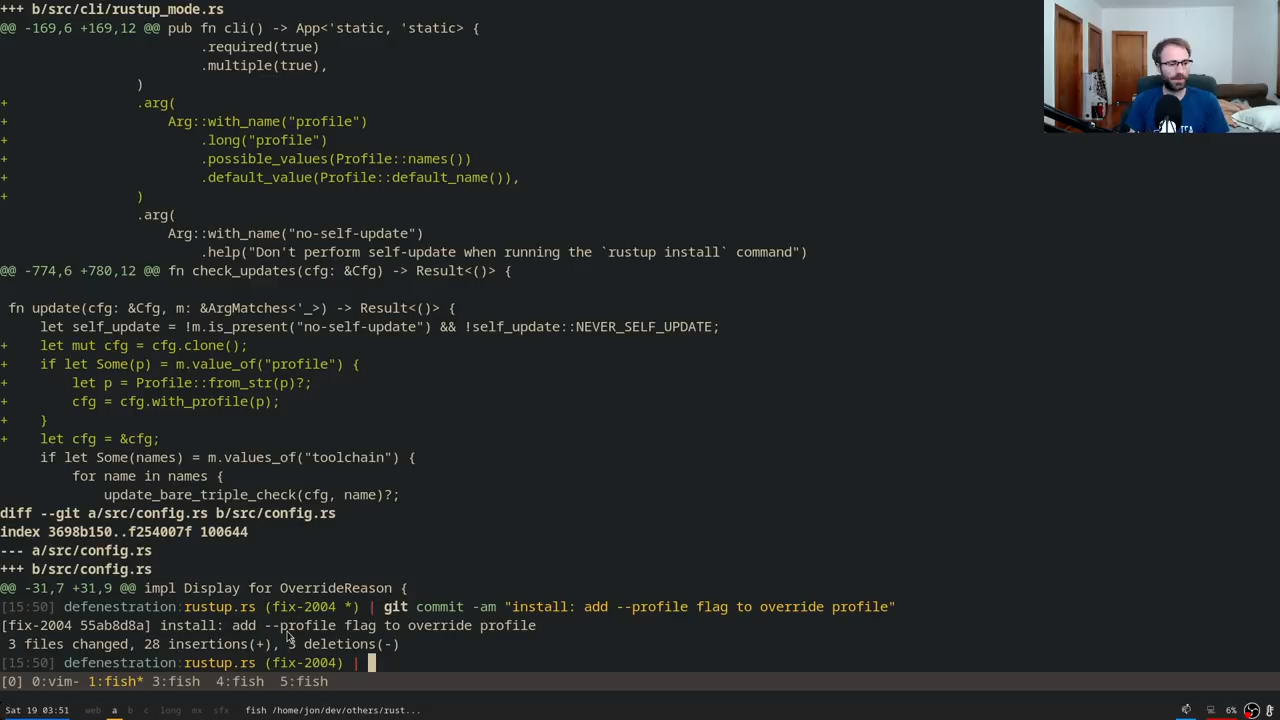 +++ b/src/cli/rustup_mode.rs
@@ -169,6 +169,12 @@ pub fn cli() -> App<'static, 'static> {
                         .required(true)
                         .multiple(true),
                 )
+                .arg(
+                    Arg::with_name("profile")
+                        .long("profile")
+                        .possible_values(Profile::names())
+                        .default_value(Profile::default_name()),
+                )
                 .arg(
                     Arg::with_name("no-self-update")
                         .help("Don't perform self-update when running the `rustup install` command")
@@ -774,6 +780,12 @@ fn check_updates(cfg: &Cfg) -> Result<()> {
 fn update(cfg: &Cfg, m: &ArgMatches<'_>) -> Result<()> {
     let self_update = !m.is_present("no-self-update") && !self_update::NEVER_SELF_UPDATE;
+    let mut cfg = cfg.clone();
+    if let Some(p) = m.value_of("profile") {
+        let p = Profile::from_str(p)?;
+        cfg = cfg.with_profile(p);
+    }
+    let cfg = &cfg;
     if let Some(names) = m.values_of("toolchain") {
         for name in names {
             update_bare_triple_check(cfg, name)?;
diff --git a/src/config.rs b/src/config.rs
index 3698b150..f254007f 100644
--- a/src/config.rs
+++ b/src/config.rs
@@ -31,7 +31,9 @@ impl Display for OverrideReason {
[15:50] defenestration:rustup.rs (fix-2004 *) | git commit -am "install: add --profile flag to override profile"
[fix-2004 55ab8d8a] install: add --profile flag to override profile
 3 files changed, 28 insertions(+), 3 deletions(-)
[15:50] defenestration:rustup.rs (fix-2004) |
[0] 0:vim- 1:fish* 3:fish  4:fish  5:fish
Sat 19 03:51 web a b c long mx sfx fish /home/jon/dev/others/rust... 6%